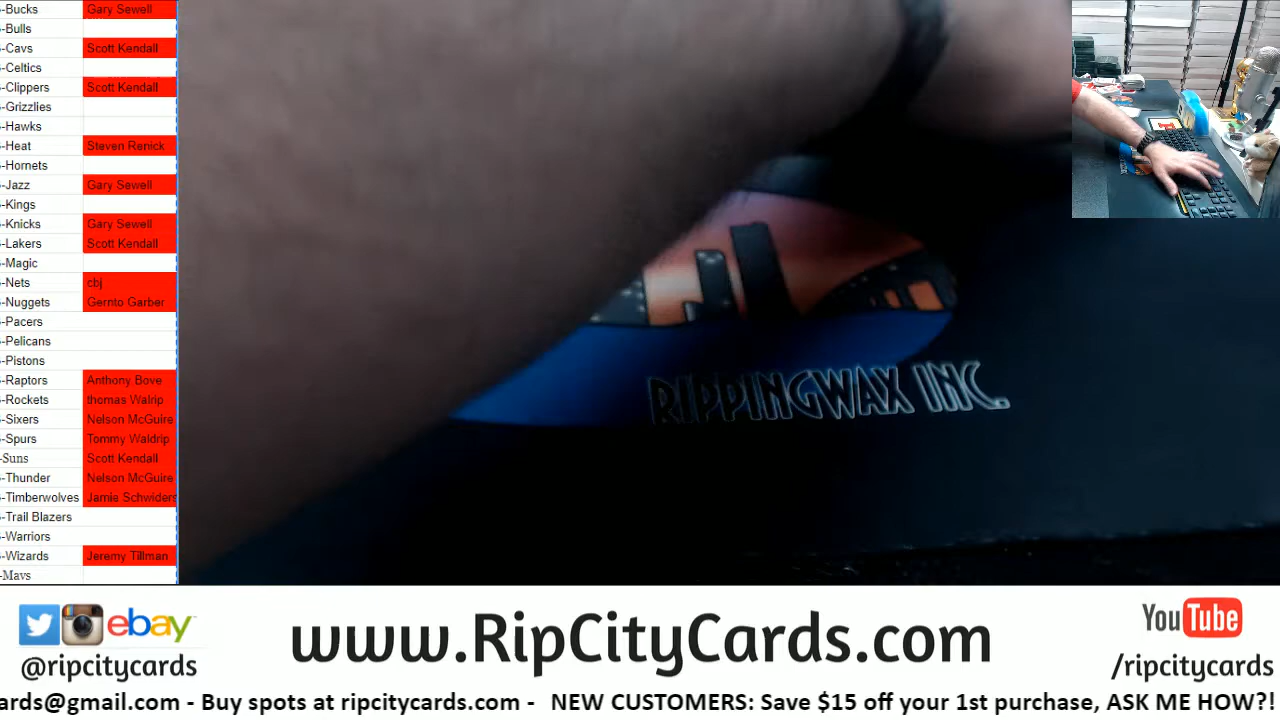 -Bucks Gary Sewell
-Bulls
-Cavs Scott Kendall
-Celtics
-Clippers Scott Kendall
-Grizzlies
-Hawks
-Heat Steven Renick
-Hornets
-Jazz Gary Sewell
-Kings
-Knicks Gary Sewell
-Lakers Scott Kendall
-Magic
-Nets cbj
-Nuggets Gernto Garber
-Pacers
-Pelicans
-Pistons
-Raptors Anthony Bove
-Rockets thomas Walrip
-Sixers Nelson McGuire
-Spurs Tommy Waldrip
-Suns Scott Kendall
-Thunder Nelson McGuire
-Timberwolves Jamie Schwiders
-Trail Blazers
-Warriors
-Wizards Jeremy Tillman
-Mavs
RIPPINGWAX INC.
ebay
@ripcitycards
www.RipCityCards.com
YouTube
/ripcitycards
ards@gmail.com - Buy spots at ripcitycards.com - NEW CUSTOMERS: Save $15 off your 1st purchase, ASK ME HOW?!